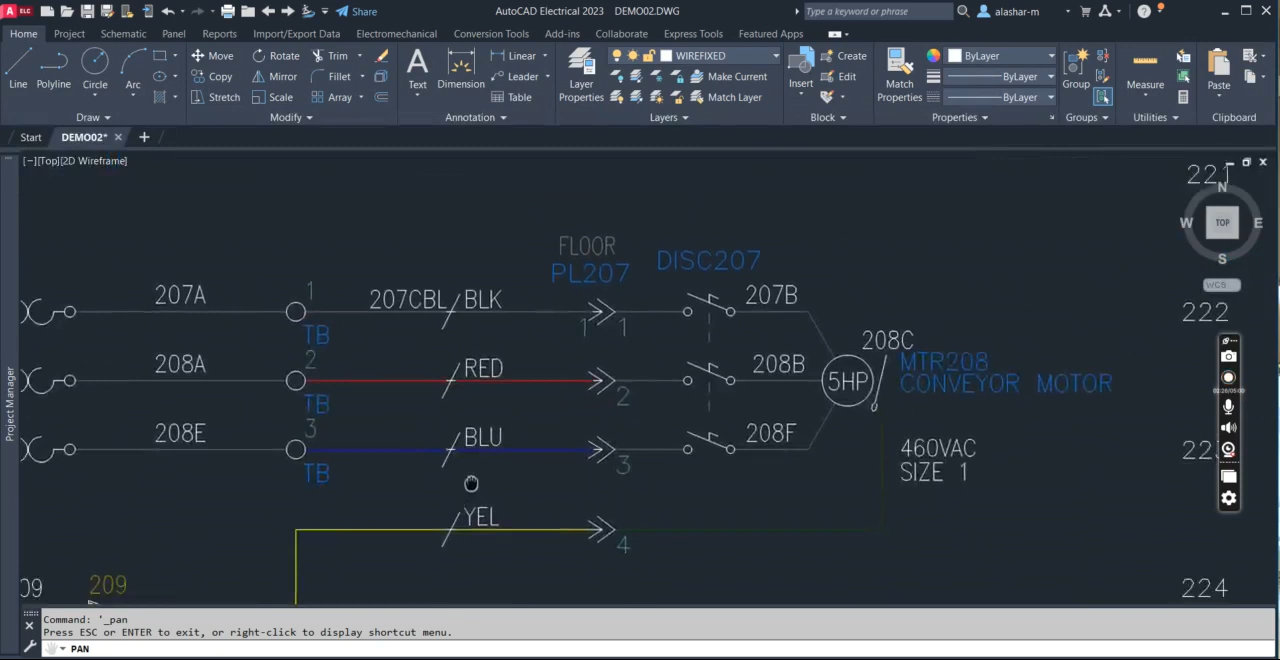 A ELC
Share
AutoCAD Electrical 2023 DEMO02.DWG
Type a keyword or phrase
alashar-m
Home Project Schematic Panel Reports Import/Export Data Electromechanical Conversion Tools Add-ins Collaborate Express Tools Featured Apps
Line Polyline Circle Arc
Move Rotate Trim
Copy Mirror Fillet
Stretch Scale Array
Text Dimension
Linear
Leader
Table
Layer Properties
WIREFIXED
Make Current
Match Layer
Insert
Create
Edit
Match Properties
ByLayer
ByLayer
ByLayer
Group
Measure
Paste
Draw Modify Annotation Layers Block Properties Groups Utilities Clipboard
Start DEMO02*
[−][Top][2D Wireframe]
Project Manager
221
N
W TOP E
S
WCS
FLOOR
PL207 DISC207
207A 1 207CBL BLK 207B
1 1
TB
222
208A 2 RED 208B 208C
5HP
MTR208
CONVEYOR MOTOR
TB 2
208E 3 BLU 208F
TB 3
460VAC
SIZE 1
YEL
4
209
224
Command: '_pan
Press ESC or ENTER to exit, or right-click to display shortcut menu.
PAN